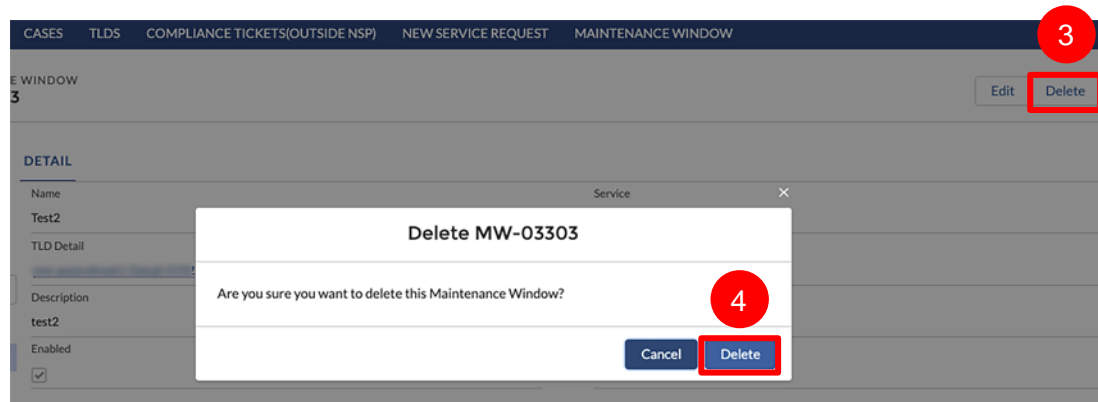 CASES TLDS COMPLIANCE TICKETS(OUTSIDE NSP) NEW SERVICE REQUEST MAINTENANCE WINDOW
3
E WINDOW
3
Edit Delete
DETAIL
Name Service
Test2
TLD Detail
Description
test2
Enabled
Delete MW-03303
Are you sure you want to delete this Maintenance Window?
4
Cancel Delete